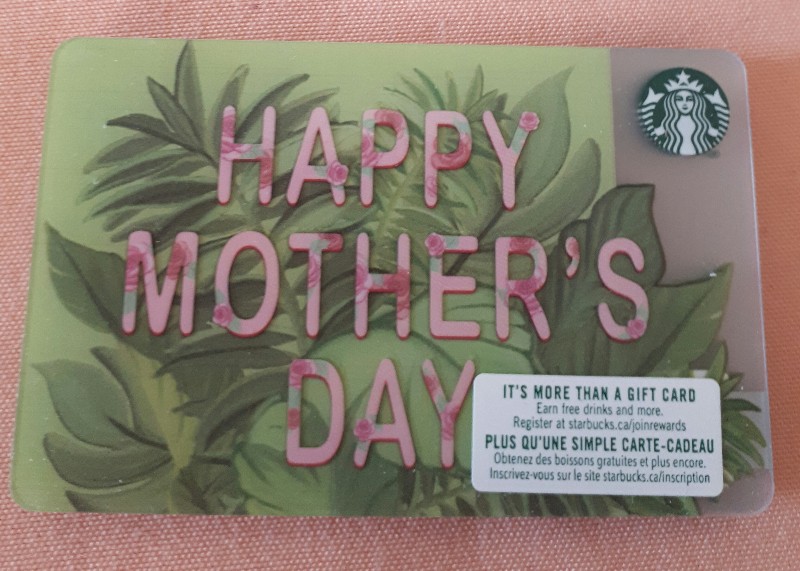 HAPPY
MOTHER'S
DAY
IT'S MORE THAN A GIFT CARD
Earn free drinks and more.
Register at starbucks.ca/joinrewards
PLUS QU'UNE SIMPLE CARTE-CADEAU
Obtenez des boissons gratuites et plus encore.
Inscrivez-vous sur le site starbucks.ca/inscription